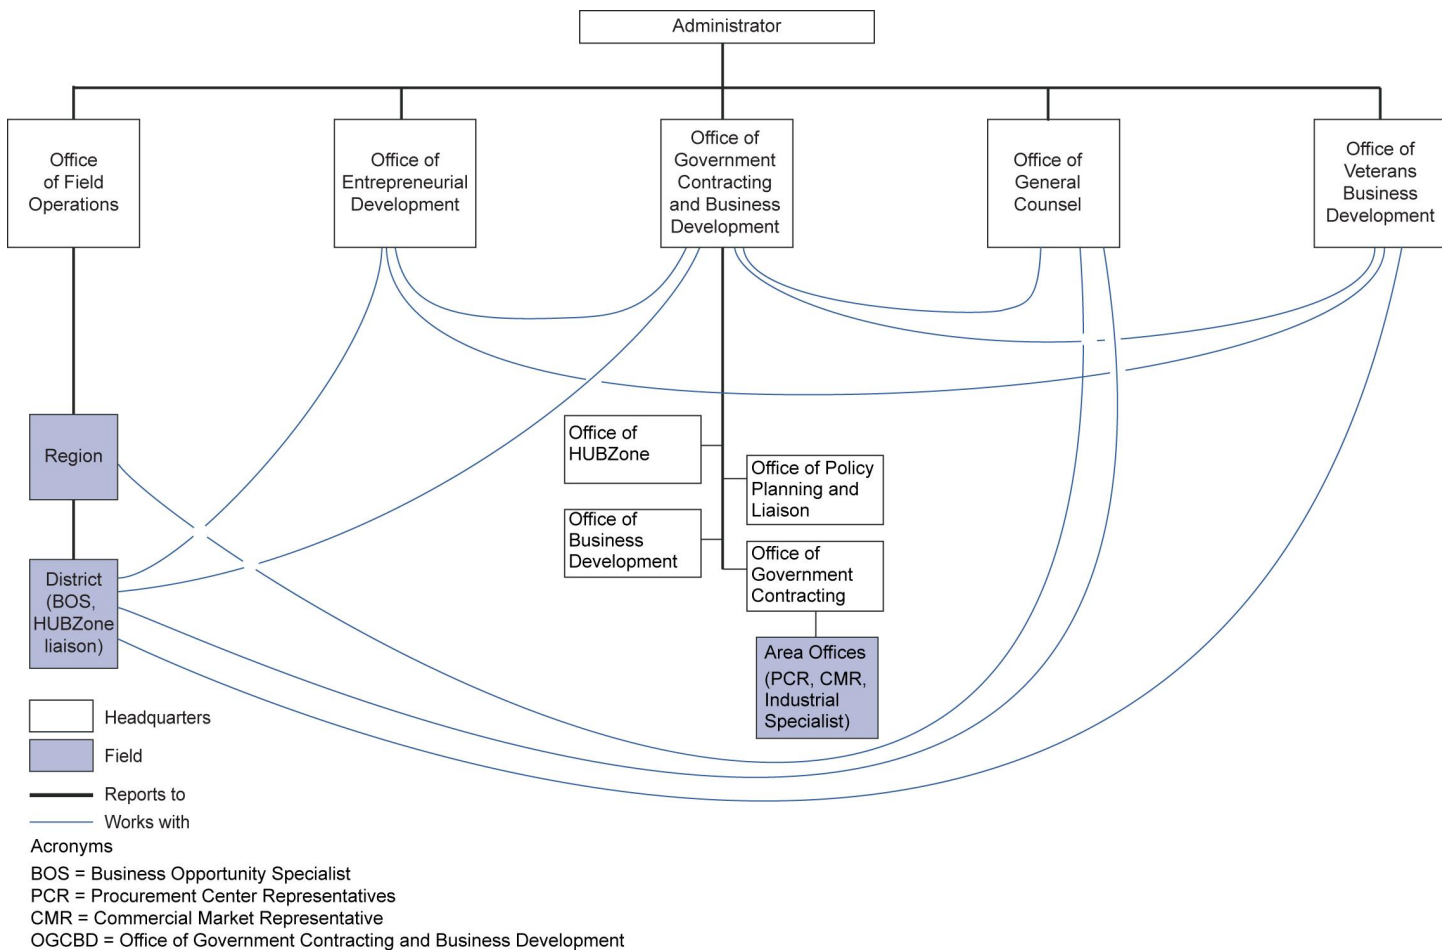 Administrator
Office
of Field
Operations
Office of
Entrepreneurial
Development
Office of
Government
Contracting
and Business
Development
Office of
General
Counsel
Office of
Veterans
Business
Development
Region
District
(BOS,
HUBZone
liaison)
Office of
HUBZone
Office of Policy
Planning and
Liaison
Office of
Business
Development
Office of
Government
Contracting
Area Offices
(PCR, CMR,
Industrial
Specialist)
Headquarters
Field
Reports to
Works with
Acronyms
BOS = Business Opportunity Specialist
PCR = Procurement Center Representatives
CMR = Commercial Market Representative
OGCBD = Office of Government Contracting and Business Development